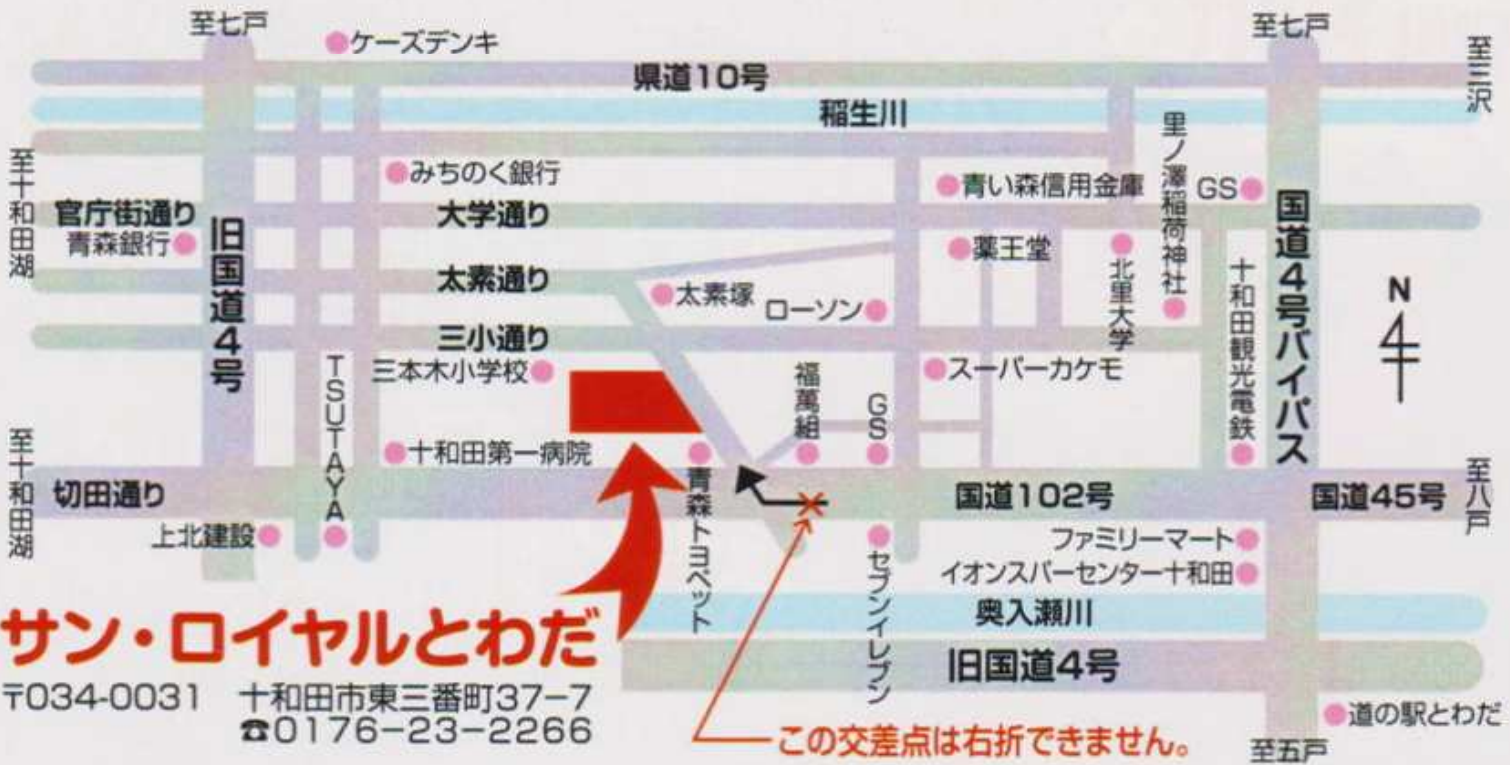 至七戸
ケーズデンキ
至七戸
県道10号
至三沢
稲生川
至十和田湖
みちのく銀行
青い森信用金庫
里ノ澤稲荷神社
GS
官庁街通り
大学通り
青森銀行
旧国道4号
薬王堂
北里大学
国道4号バイパス
太素通り
太素塚
ローソン
十和田観光電鉄
N
三小通り
三本木小学校
TSUTAYA
福萬組
GS
スーパーカケモ
至十和田湖
十和田第一病院
青森トヨペット
至八戸
切田通り
国道102号
国道45号
上北建設
セブンイレブン
ファミリーマート
イオンスパーセンター十和田
奥入瀬川
サン・ロイヤルとわだ
旧国道4号
〒034-0031 十和田市東三番町37-7
☎0176-23-2266
道の駅とわだ
この交差点は右折できません。
至五戸